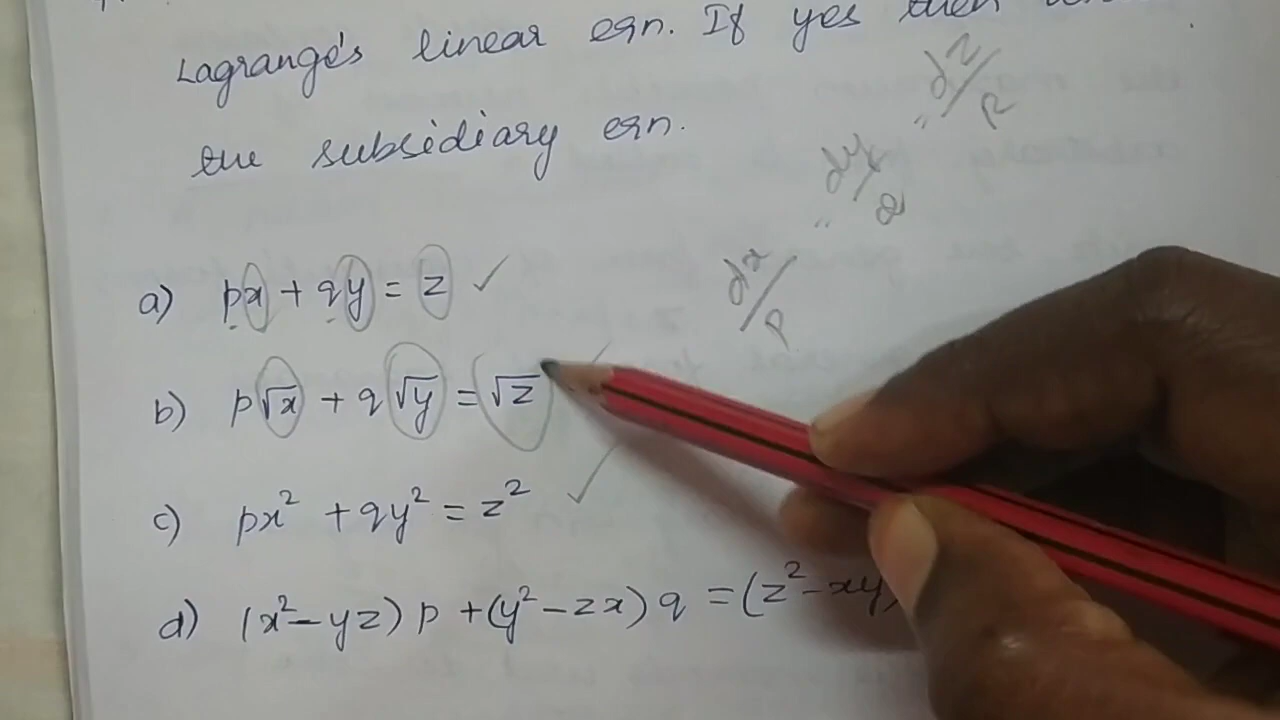 Lagrange's linear eqn. If yes then
the subsidiary eqn.
dx/P = dy/Q = dz/R
a) px + qy = z ✓
b) p√x + q√y = √z
c) px² + qy² = z² ✓
d) (x²-yz) p + (y²-zx) q = (z²-xy)